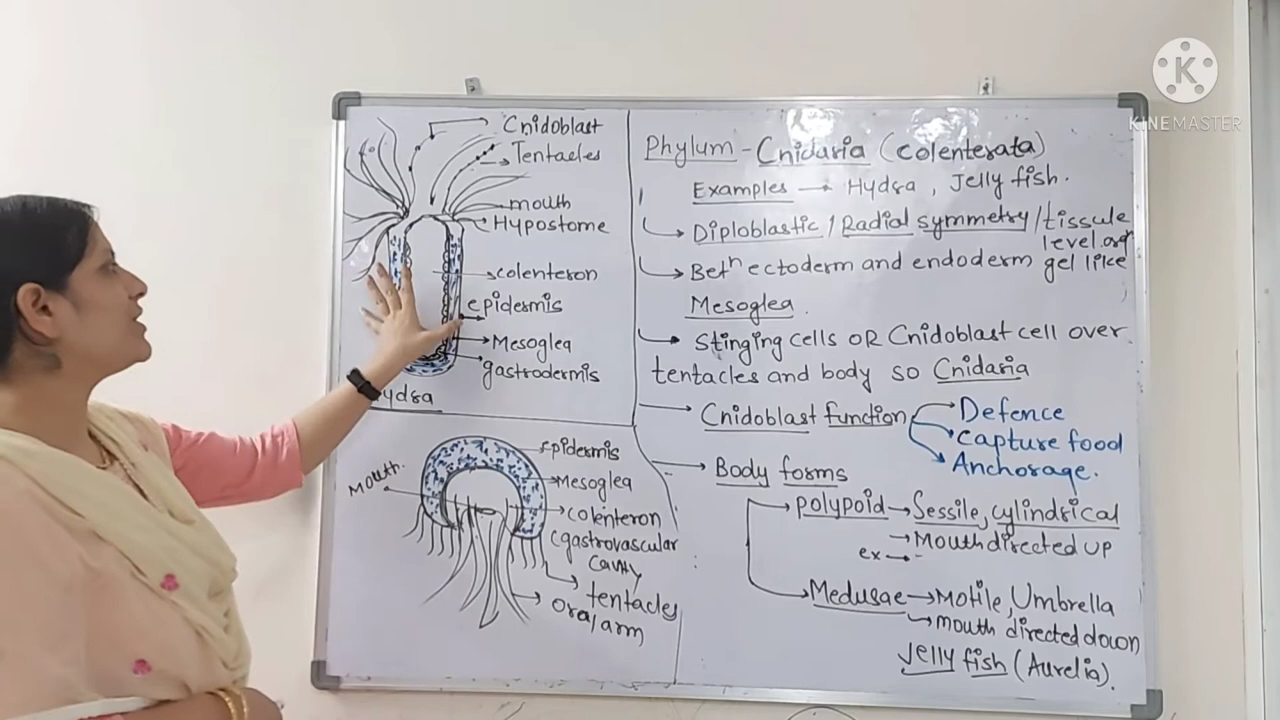 Cnidoblast
Tentacles
mouth
Hypostome
colenteron
epidermis
Mesoglea
gastrodermis
ydra
Epidermis
Mesoglea
colenteron
(gastrovascular
cavity
tentacles
oral arm
Mouth.
Phylum - Cnidaria (Colenterata)
Examples → Hydra, Jelly fish.
Diploblastic / Radial symmetry / tissule
level org
Betⁿ ectoderm and endoderm gel like
Mesoglea.
Stinging cells OR Cnidoblast cell over
tentacles and body so Cnidaria
Cnidoblast function
Defence
Capture food
Anchorage.
Body forms
polypoid → Sessile, cylindrical
→ Mouth directed up
ex →
Medusae → Motile, Umbrella
→ mouth directed down
Jelly fish (Aurelia).
K
KINEMASTER